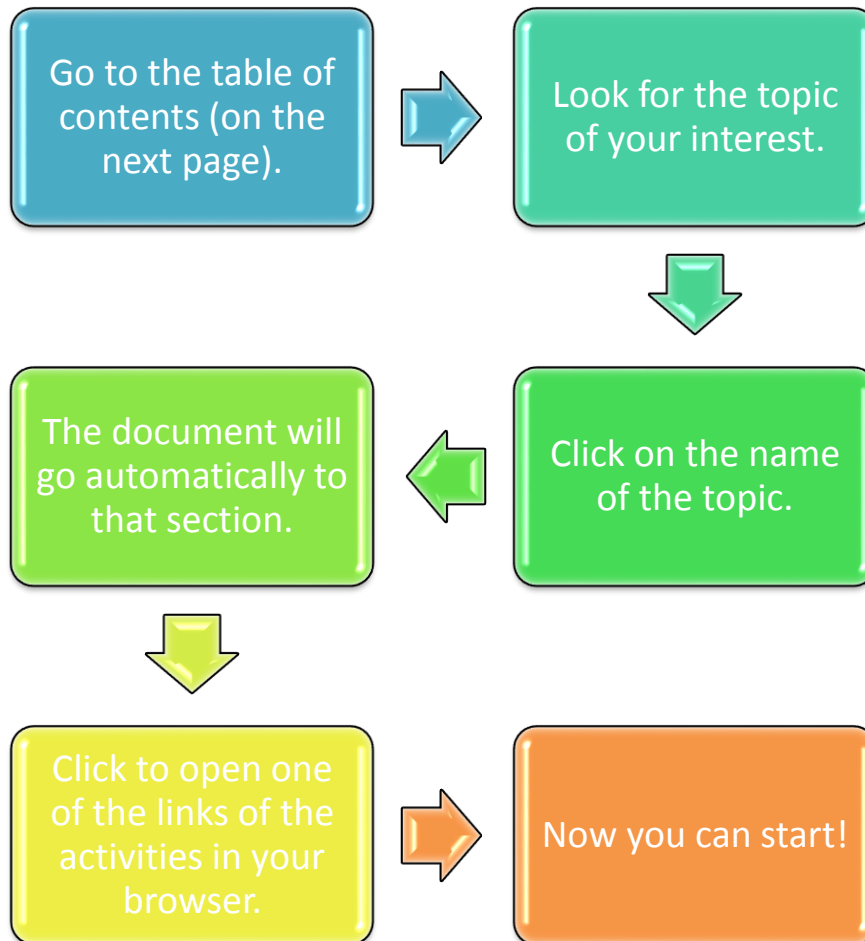 Go to the table of
contents (on the
next page).
Look for the topic
of your interest.
Click on the name
of the topic.
The document will
go automatically to
that section.
Click to open one
of the links of the
activities in your
browser.
Now you can start!